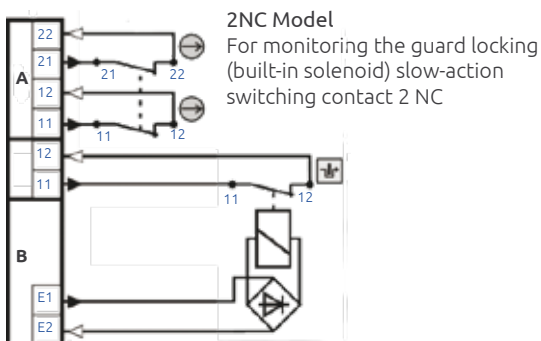 2NC Model
For monitoring the guard locking
(built-in solenoid) slow-action
switching contact 2 NC
22
21
A
21 22
12
11
11 12
12
11
11 12
B
E1
E2